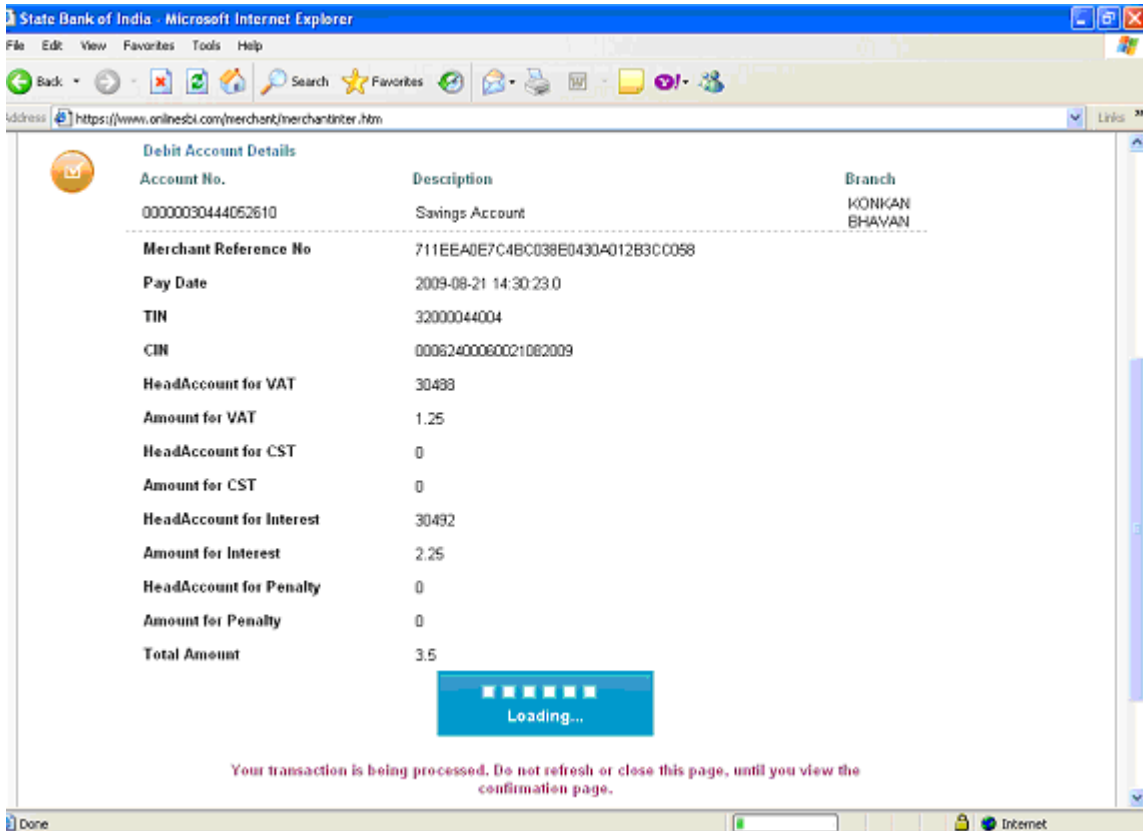 State Bank of India - Microsoft Internet Explorer
File Edit View Favorites Tools Help
Back Search Favorites
Address https://www.onlinesbi.com/merchant/merchantinter.htm Links »
Debit Account Details
Account No. Description Branch
00000030444052610 Savings Account KONKAN
BHAVAN
Merchant Reference No 711EEA0E7C4BC038E0430A012B3CC058
Pay Date 2009-08-21 14:30:23.0
TIN 32000044004
CIN 00062400060021082009
HeadAccount for VAT 30488
Amount for VAT 1.25
HeadAccount for CST 0
Amount for CST 0
HeadAccount for Interest 30492
Amount for Interest 2.25
HeadAccount for Penalty 0
Amount for Penalty 0
Total Amount 3.5
Loading...
Your transaction is being processed. Do not refresh or close this page, until you view the
confirmation page.
Done Internet